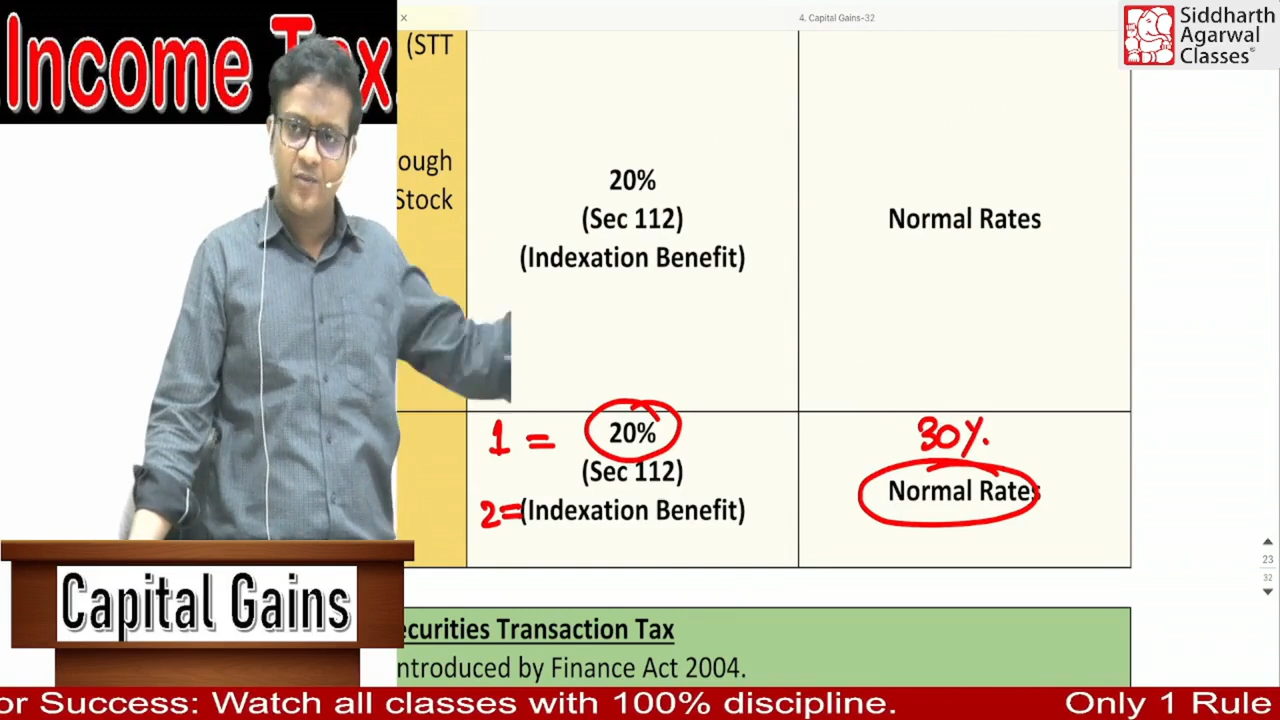 Income Tax
×
4. Capital Gains-32
Siddharth
Agarwal
Classes®
(STT
ough
Stock
20%
(Sec 112)
(Indexation Benefit)
Normal Rates
1 = 20%
(Sec 112)
2=(Indexation Benefit)
30%.
Normal Rates
23
32
Capital Gains
ecurities Transaction Tax
ntroduced by Finance Act 2004.
or Success: Watch all classes with 100% discipline.
Only 1 Rule